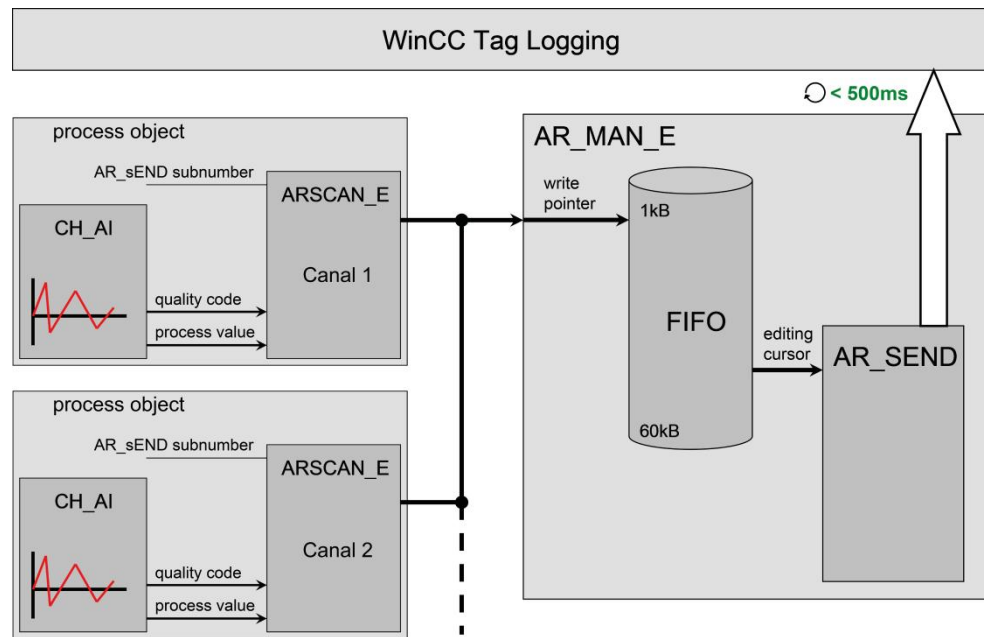 WinCC Tag Logging
< 500ms
process object
AR_sEND subnumber
ARSCAN_E
CH_AI
Canal 1
quality code
process value
process object
AR_sEND subnumber
ARSCAN_E
CH_AI
Canal 2
quality code
process value
AR_MAN_E
write
pointer
1kB
FIFO
60kB
editing
cursor
AR_SEND